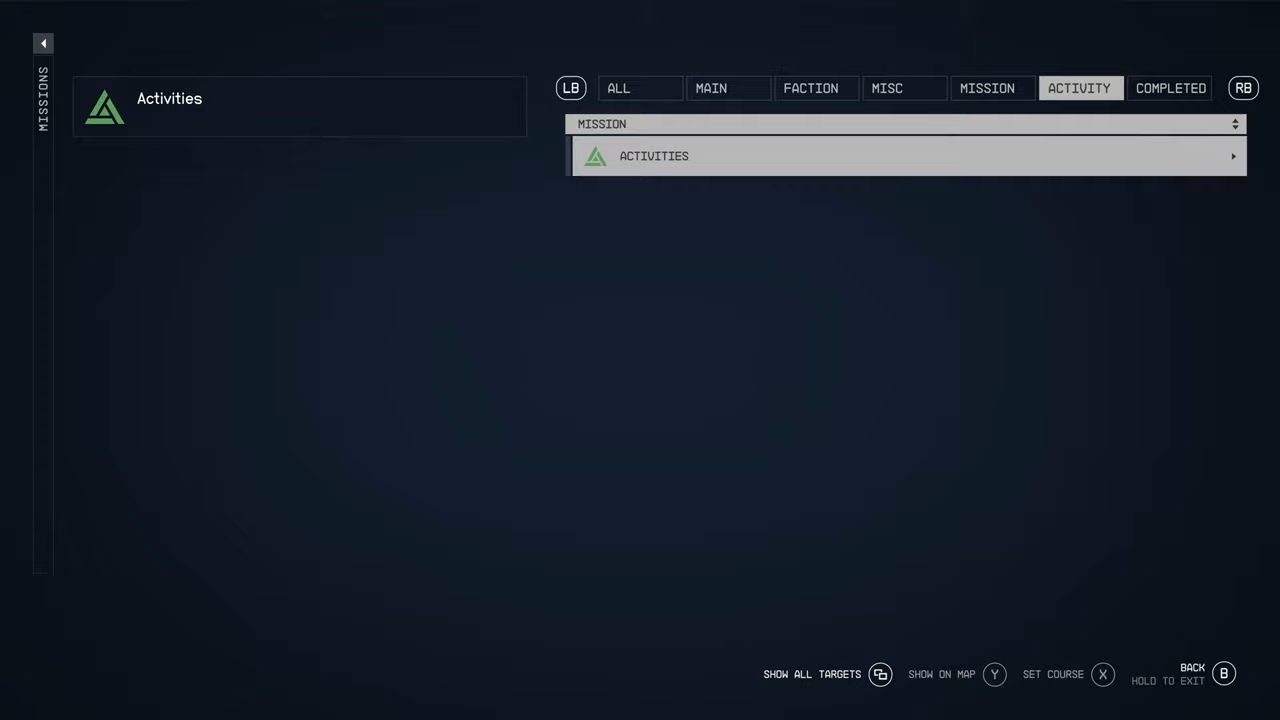 MISSIONS
Activities
LB ALL MAIN FACTION MISC MISSION ACTIVITY COMPLETED RB
MISSION
ACTIVITIES
SHOW ALL TARGETS SHOW ON MAP Y SET COURSE X BACK B
HOLD TO EXIT